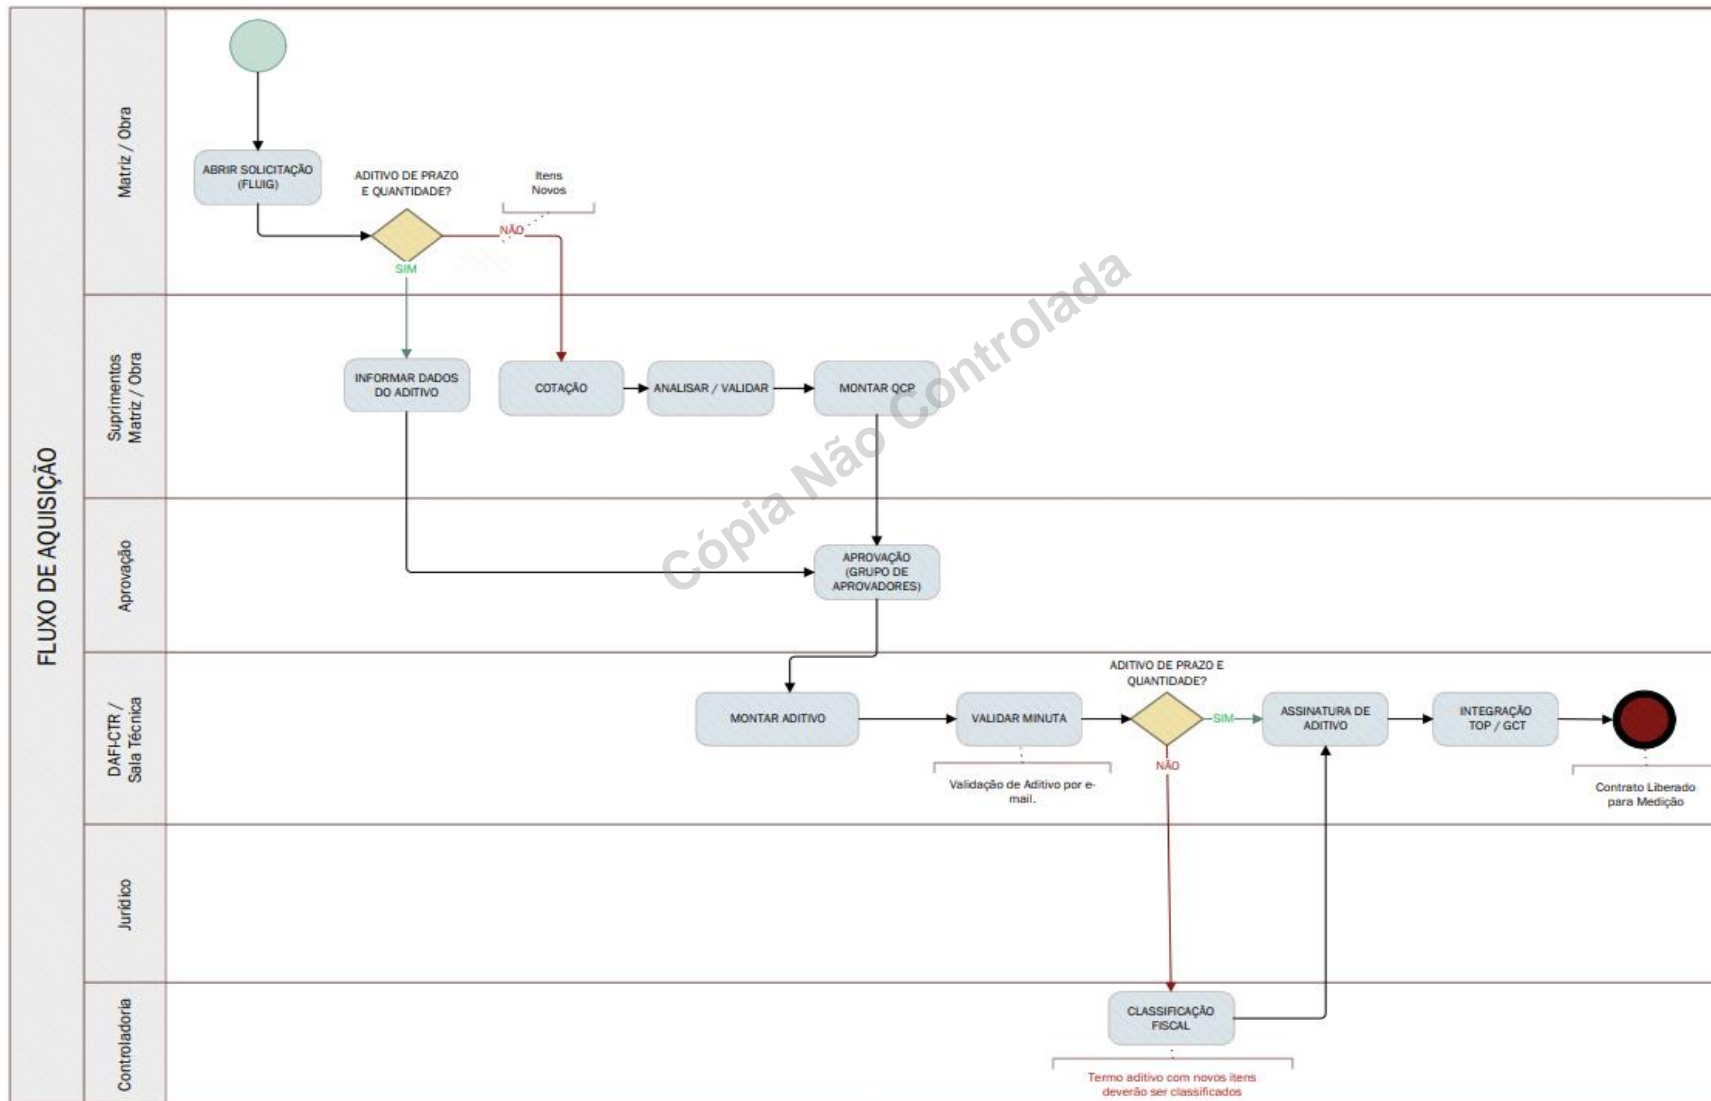 FLUXO DE AQUISIÇÃO
Matriz / Obra
ABRIR SOLICITAÇÃO
(FLUIG)
ADITIVO DE PRAZO
E QUANTIDADE?
Itens
Novos
NÃO
SIM
Suprimentos
Matriz / Obra
INFORMAR DADOS
DO ADITIVO
COTAÇÃO
ANALISAR / VALIDAR
MONTAR QCP
Cópia Não Controlada
Aprovação
APROVAÇÃO
(GRUPO DE
APROVADORES)
DAFI-CTR /
Sala Técnica
MONTAR ADITIVO
VALIDAR MINUTA
Validação de Aditivo por e-
mail.
ADITIVO DE PRAZO E
QUANTIDADE?
SIM
NÃO
ASSINATURA DE
ADITIVO
INTEGRAÇÃO
TOP / GCT
Contrato Liberado
para Medição
Jurídico
Controladoria
CLASSIFICAÇÃO
FISCAL
Termo aditivo com novos itens
deverão ser classificados